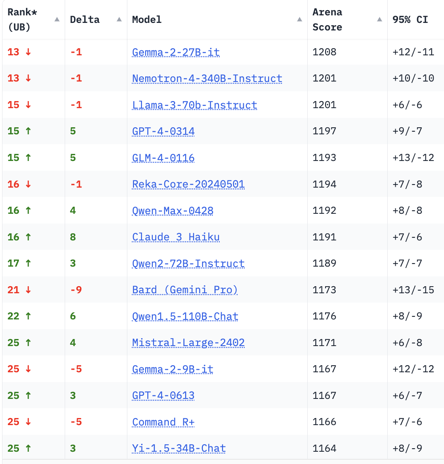 Rank* (UB) Delta Model Arena Score 95% CI
13 ↓ -1 Gemma-2-27B-it 1208 +12/-11
13 ↓ -1 Nemotron-4-340B-Instruct 1201 +10/-10
15 ↓ -1 Llama-3-70b-Instruct 1201 +6/-6
15 ↑ 5 GPT-4-0314 1197 +9/-7
15 ↑ 5 GLM-4-0116 1193 +13/-12
16 ↓ -1 Reka-Core-20240501 1194 +7/-8
16 ↑ 4 Qwen-Max-0428 1192 +8/-8
16 ↑ 8 Claude 3 Haiku 1191 +7/-6
17 ↑ 3 Qwen2-72B-Instruct 1189 +7/-7
21 ↓ -9 Bard (Gemini Pro) 1173 +13/-15
22 ↑ 6 Qwen1.5-110B-Chat 1176 +8/-9
25 ↑ 4 Mistral-Large-2402 1171 +6/-8
25 ↓ -5 Gemma-2-9B-it 1167 +12/-12
25 ↑ 3 GPT-4-0613 1167 +6/-7
25 ↓ -5 Command R+ 1166 +7/-6
25 ↑ 3 Yi-1.5-34B-Chat 1164 +8/-9